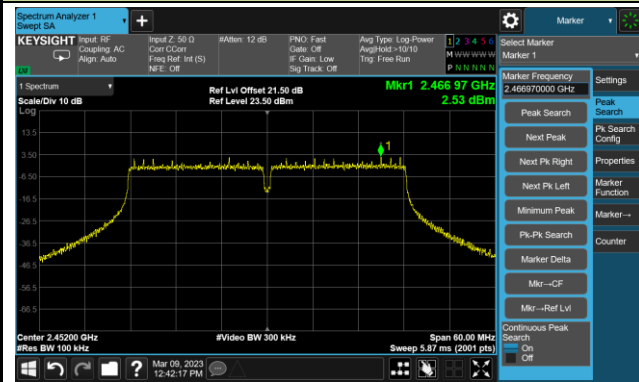 Spectrum Analyzer 1
Swept SA
+
Marker
KEYSIGHT
Input: RF
Coupling: AC
Align: Auto
Input Z: 50 Ω
Corr CCorr
Freq Ref: Int (S)
NFE: Off
#Atten: 12 dB
PNO: Fast
Gate: Off
IF Gain: Low
Sig Track: Off
Avg Type: Log-Power
Avg|Hold:>10/10
Trig: Free Run
1 2 3 4 5 6
M W W W W W
P N N N N N
Select Marker
Marker 1
1 Spectrum
Scale/Div 10 dB
Log
Ref Lvl Offset 21.50 dB
Ref Level 23.50 dBm
Mkr1 2.466 97 GHz
2.53 dBm
13.5
3.50
-6.50
-16.5
-26.5
-36.5
-46.5
-56.5
-66.5
1
Center 2.45200 GHz
#Res BW 100 kHz
#Video BW 300 kHz
Span 60.00 MHz
Sweep 5.87 ms (2001 pts)
Marker Frequency
2.466970000 GHz
Peak Search
Next Peak
Next Pk Right
Next Pk Left
Minimum Peak
Pk-Pk Search
Marker Delta
Mkr→CF
Mkr→Ref Lvl
Continuous Peak
Search
On
Off
Settings
Peak
Search
Pk Search
Config
Properties
Marker
Function
Marker→
Counter
?
Mar 09, 2023
12:42:17 PM